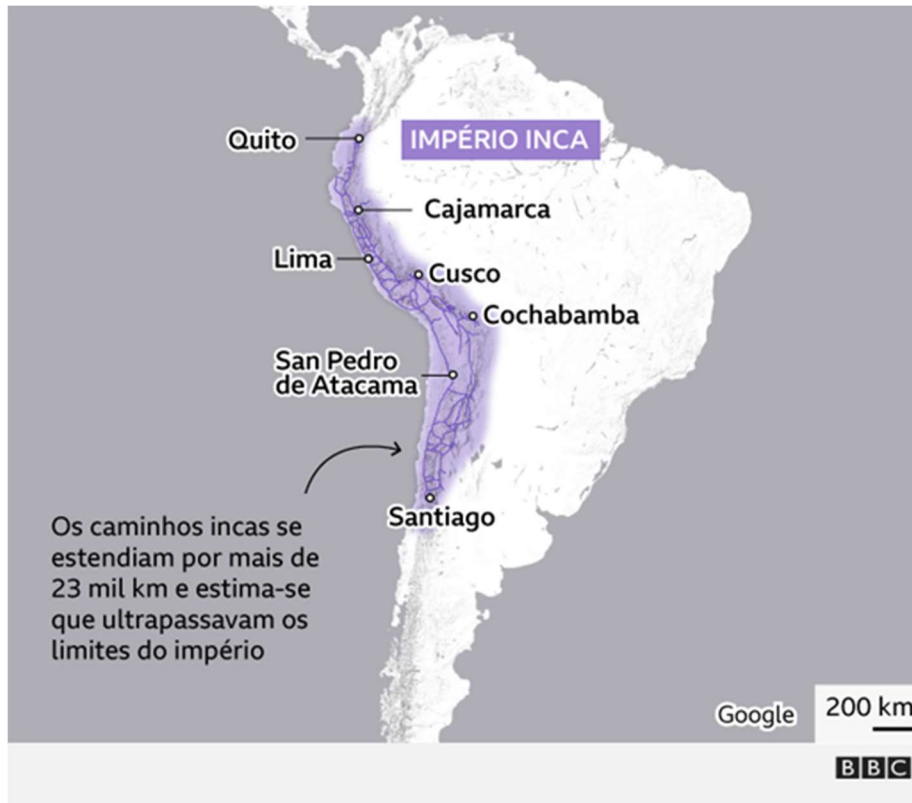 Quito
IMPÉRIO INCA
Cajamarca
Lima
Cusco
Cochabamba
San Pedro
de Atacama
Santiago
Os caminhos incas se
estendiam por mais de
23 mil km e estima-se
que ultrapassavam os
limites do império
Google
200 km
BBC